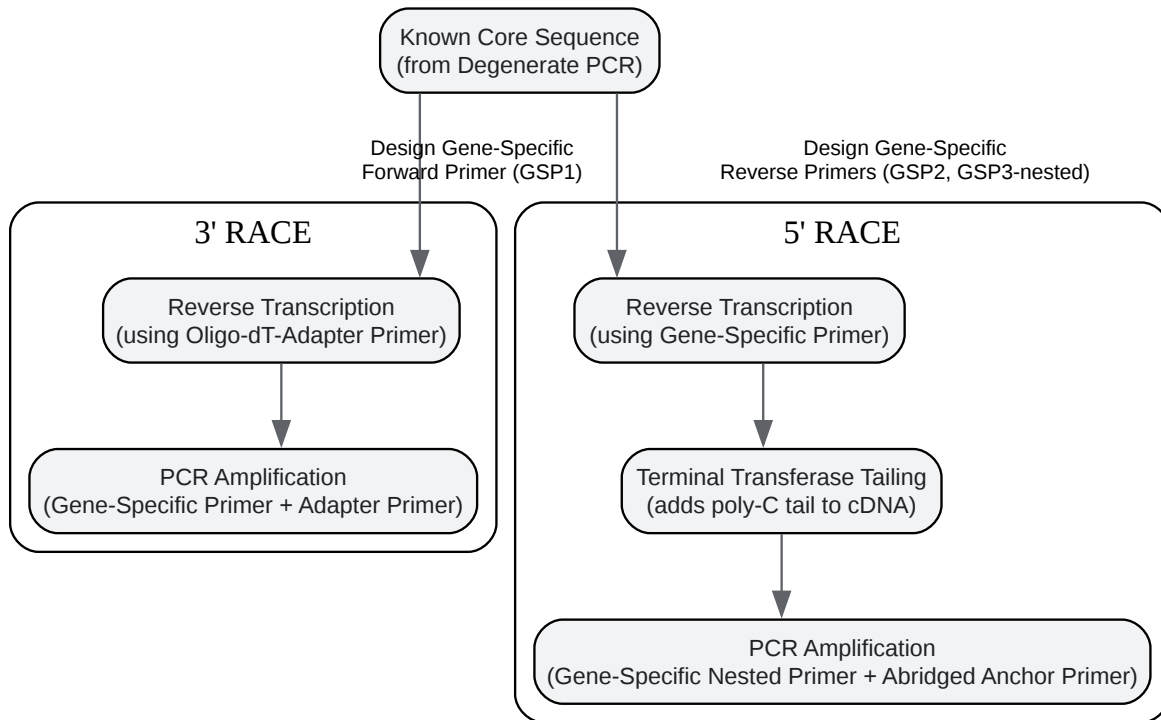 Known Core Sequence
(from Degenerate PCR)
Design Gene-Specific
Forward Primer (GSP1)
Design Gene-Specific
Reverse Primers (GSP2, GSP3-nested)
3' RACE
Reverse Transcription
(using Oligo-dT-Adapter Primer)
PCR Amplification
(Gene-Specific Primer + Adapter Primer)
5' RACE
Reverse Transcription
(using Gene-Specific Primer)
Terminal Transferase Tailing
(adds poly-C tail to cDNA)
PCR Amplification
(Gene-Specific Nested Primer + Abridged Anchor Primer)